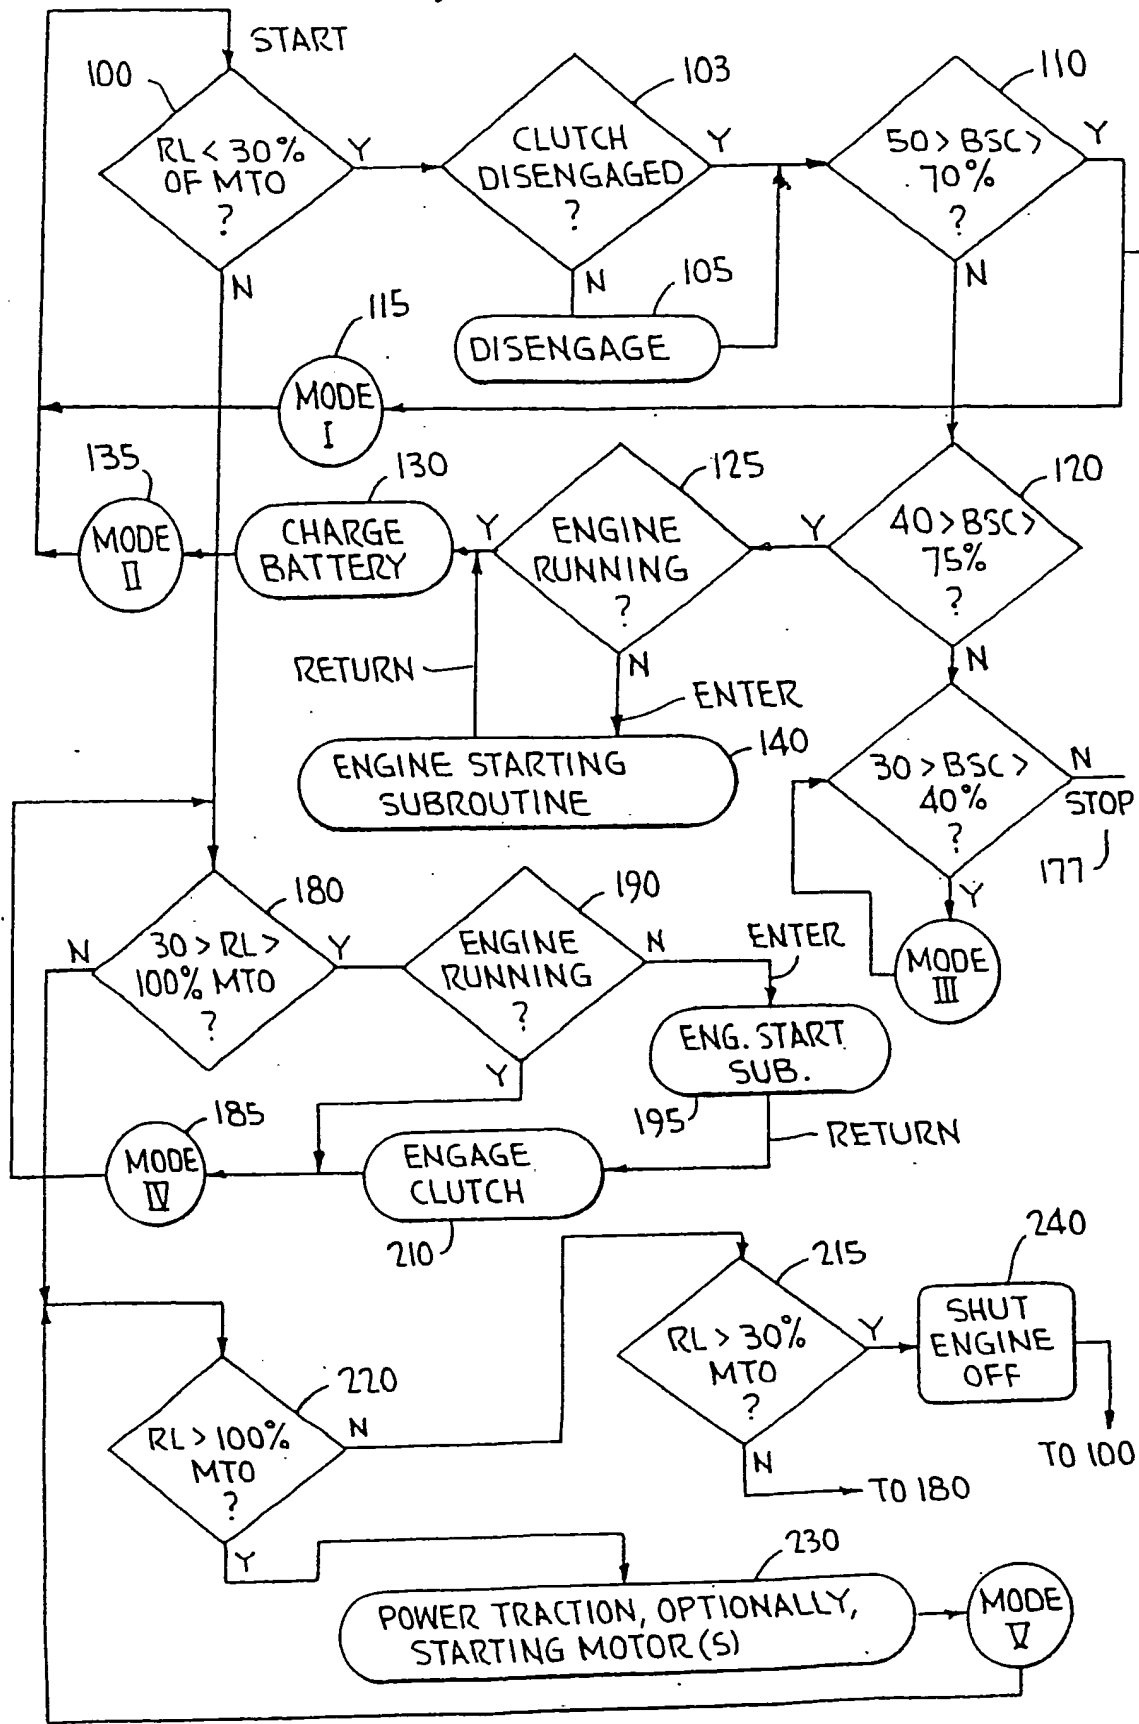 START
100
RL < 30%
OF MTO
?
Y
N
103
CLUTCH
DISENGAGED
?
Y
N
105
DISENGAGE
110
50 > BSC >
70%
?
Y
N
115
MODE
I
135
MODE
II
130
CHARGE
BATTERY
125
ENGINE
RUNNING
?
Y
N
120
40 > BSC >
75%
?
Y
N
RETURN
ENTER
140
ENGINE STARTING
SUBROUTINE
30 > BSC >
40%
?
N
STOP
177
Y
MODE
III
180
30 > RL >
100% MTO
?
N
Y
190
ENGINE
RUNNING
?
N
Y
ENTER
ENG. START
SUB.
195
RETURN
185
MODE
IV
ENGAGE
CLUTCH
210
215
RL > 30%
MTO
?
Y
N
TO 180
240
SHUT
ENGINE
OFF
TO 100
220
RL > 100%
MTO
?
N
Y
230
POWER TRACTION, OPTIONALLY,
STARTING MOTOR(S)
MODE
V